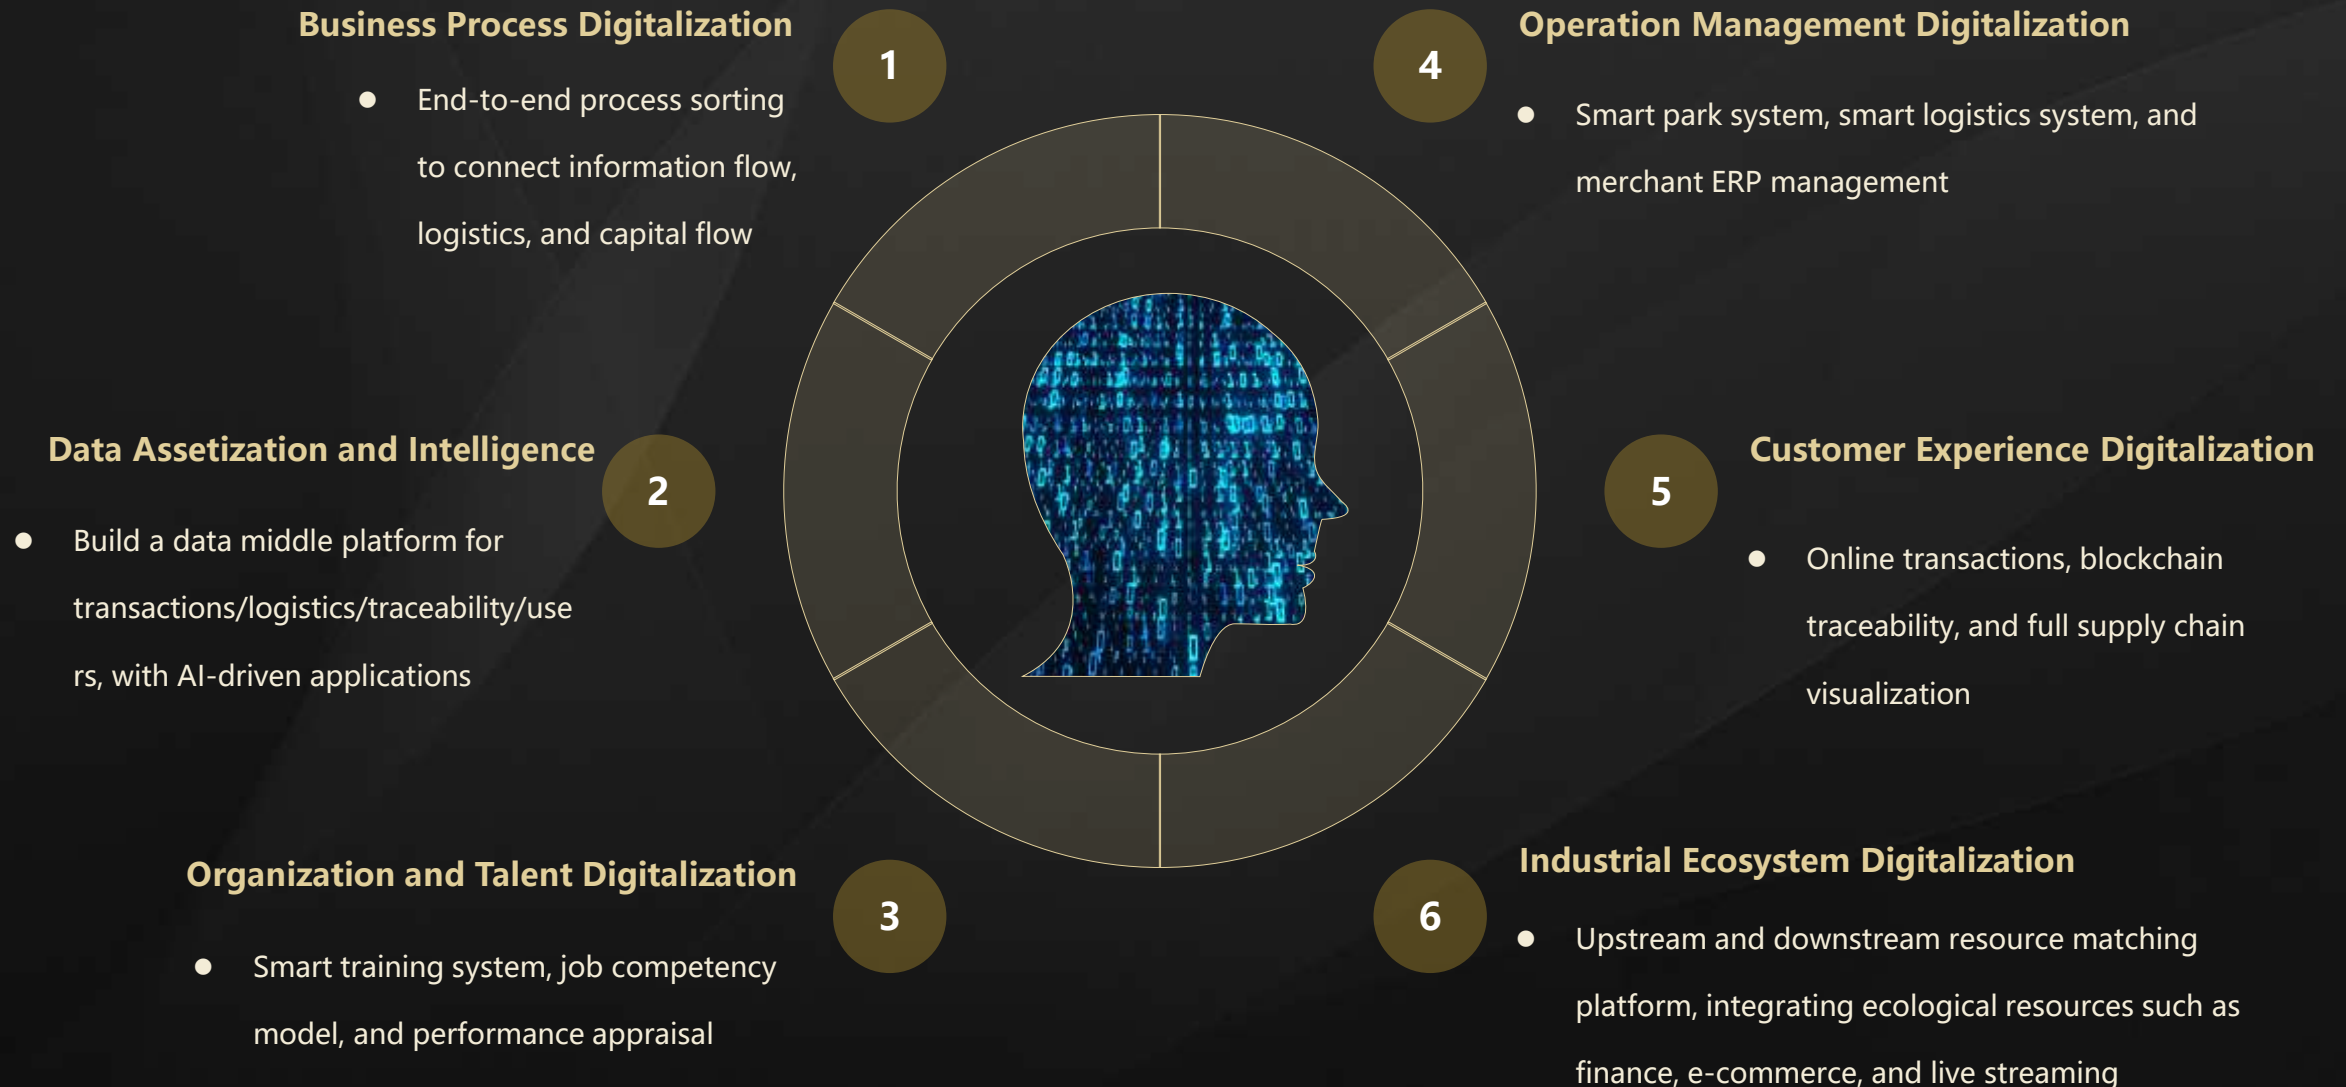 Business Process Digitalization
1
● End-to-end process sorting
to connect information flow,
logistics, and capital flow
Data Assetization and Intelligence
2
● Build a data middle platform for
transactions/logistics/traceability/use
rs, with AI-driven applications
Organization and Talent Digitalization
3
● Smart training system, job competency
model, and performance appraisal
4
Operation Management Digitalization
● Smart park system, smart logistics system, and
merchant ERP management
5
Customer Experience Digitalization
● Online transactions, blockchain
traceability, and full supply chain
visualization
6
Industrial Ecosystem Digitalization
● Upstream and downstream resource matching
platform, integrating ecological resources such as
finance, e-commerce, and live streaming